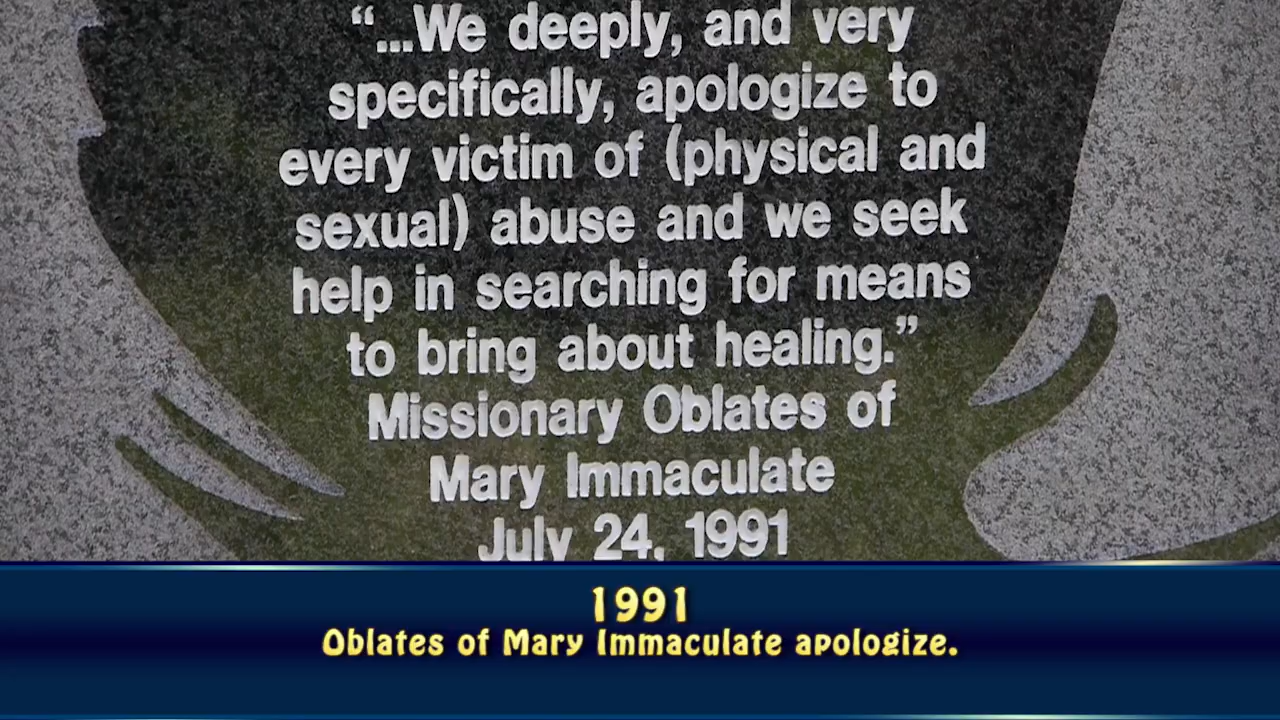 “...We deeply, and very
specifically, apologize to
every victim of (physical and
sexual) abuse and we seek
help in searching for means
to bring about healing.”
Missionary Oblates of
Mary Immaculate
July 24, 1991
1991
Oblates of Mary Immaculate apologize.